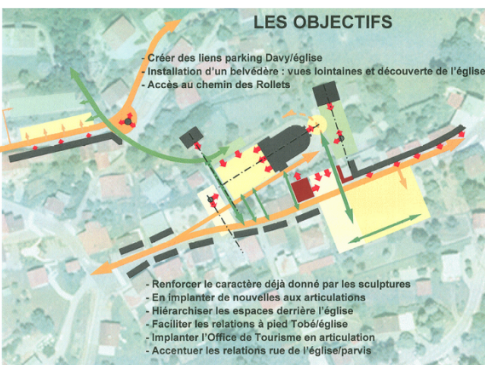 LES OBJECTIFS
- Créer des liens parking Davy/église
- Installation d'un belvédère : vues lointaines et découverte de l'église
- Accès au chemin des Rollets
- Renforcer le caractère déjà donné par les sculptures
- En implanter de nouvelles aux articulations
- Hiérarchiser les espaces derrière l'église
- Faciliter les relations à pied Tobé/église
- Implanter l'Office de Tourisme en articulation
- Accentuer les relations rue de l'église/parvis